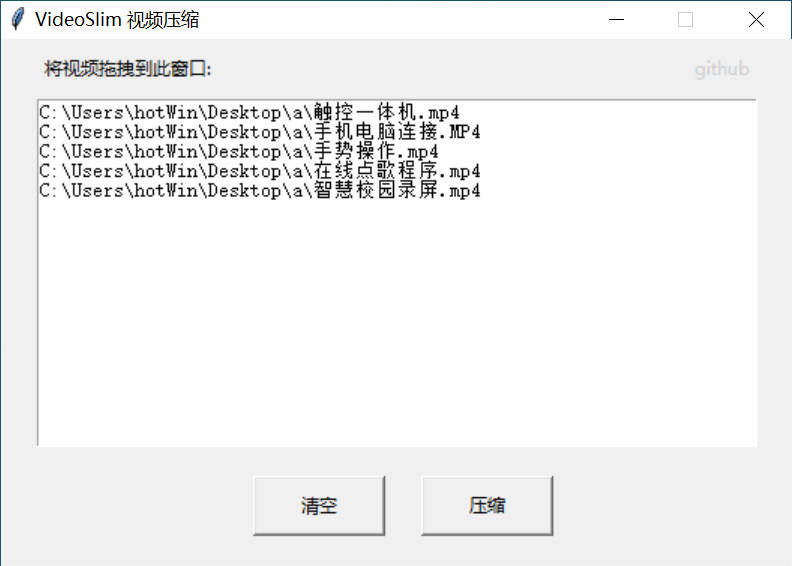 VideoSlim 视频压缩
将视频拖拽到此窗口:
github
C:\Users\hotWin\Desktop\a\触控一体机.mp4
C:\Users\hotWin\Desktop\a\手机电脑连接.MP4
C:\Users\hotWin\Desktop\a\手势操作.mp4
C:\Users\hotWin\Desktop\a\在线点歌程序.mp4
C:\Users\hotWin\Desktop\a\智慧校园录屏.mp4
清空
压缩